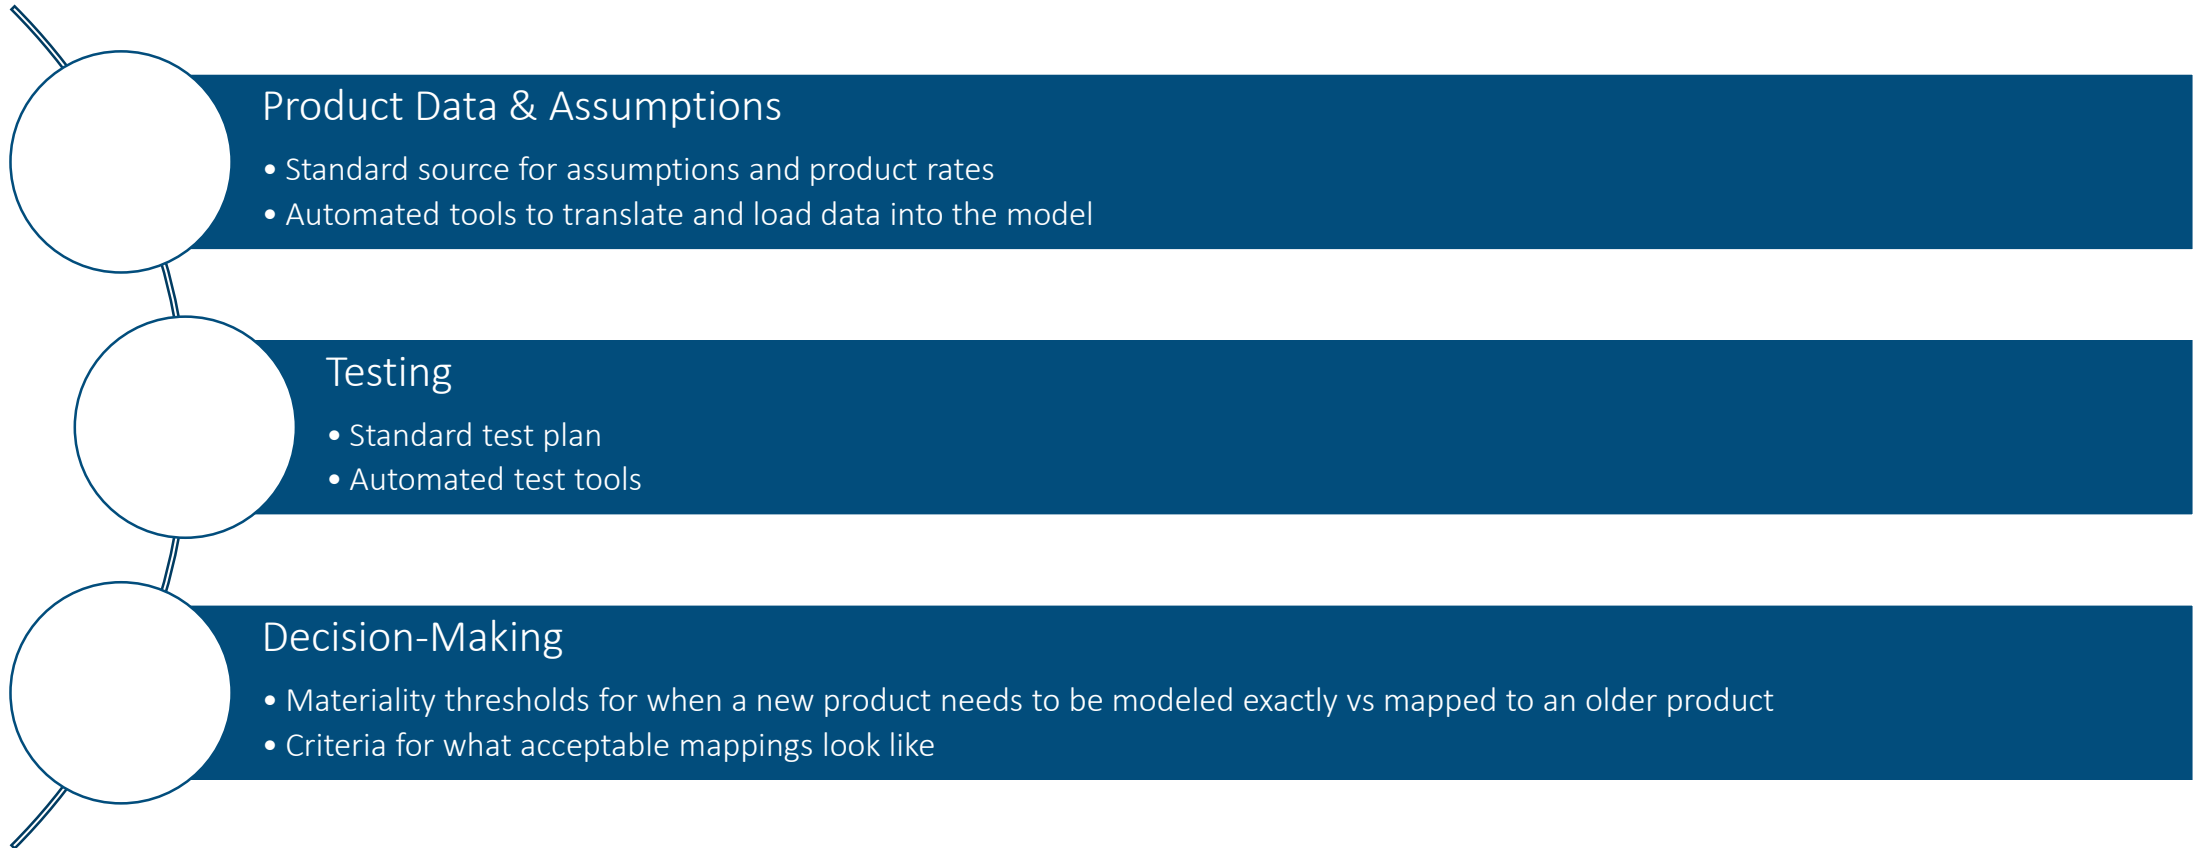 Product Data & Assumptions
• Standard source for assumptions and product rates
• Automated tools to translate and load data into the model
Testing
• Standard test plan
• Automated test tools
Decision-Making
• Materiality thresholds for when a new product needs to be modeled exactly vs mapped to an older product
• Criteria for what acceptable mappings look like